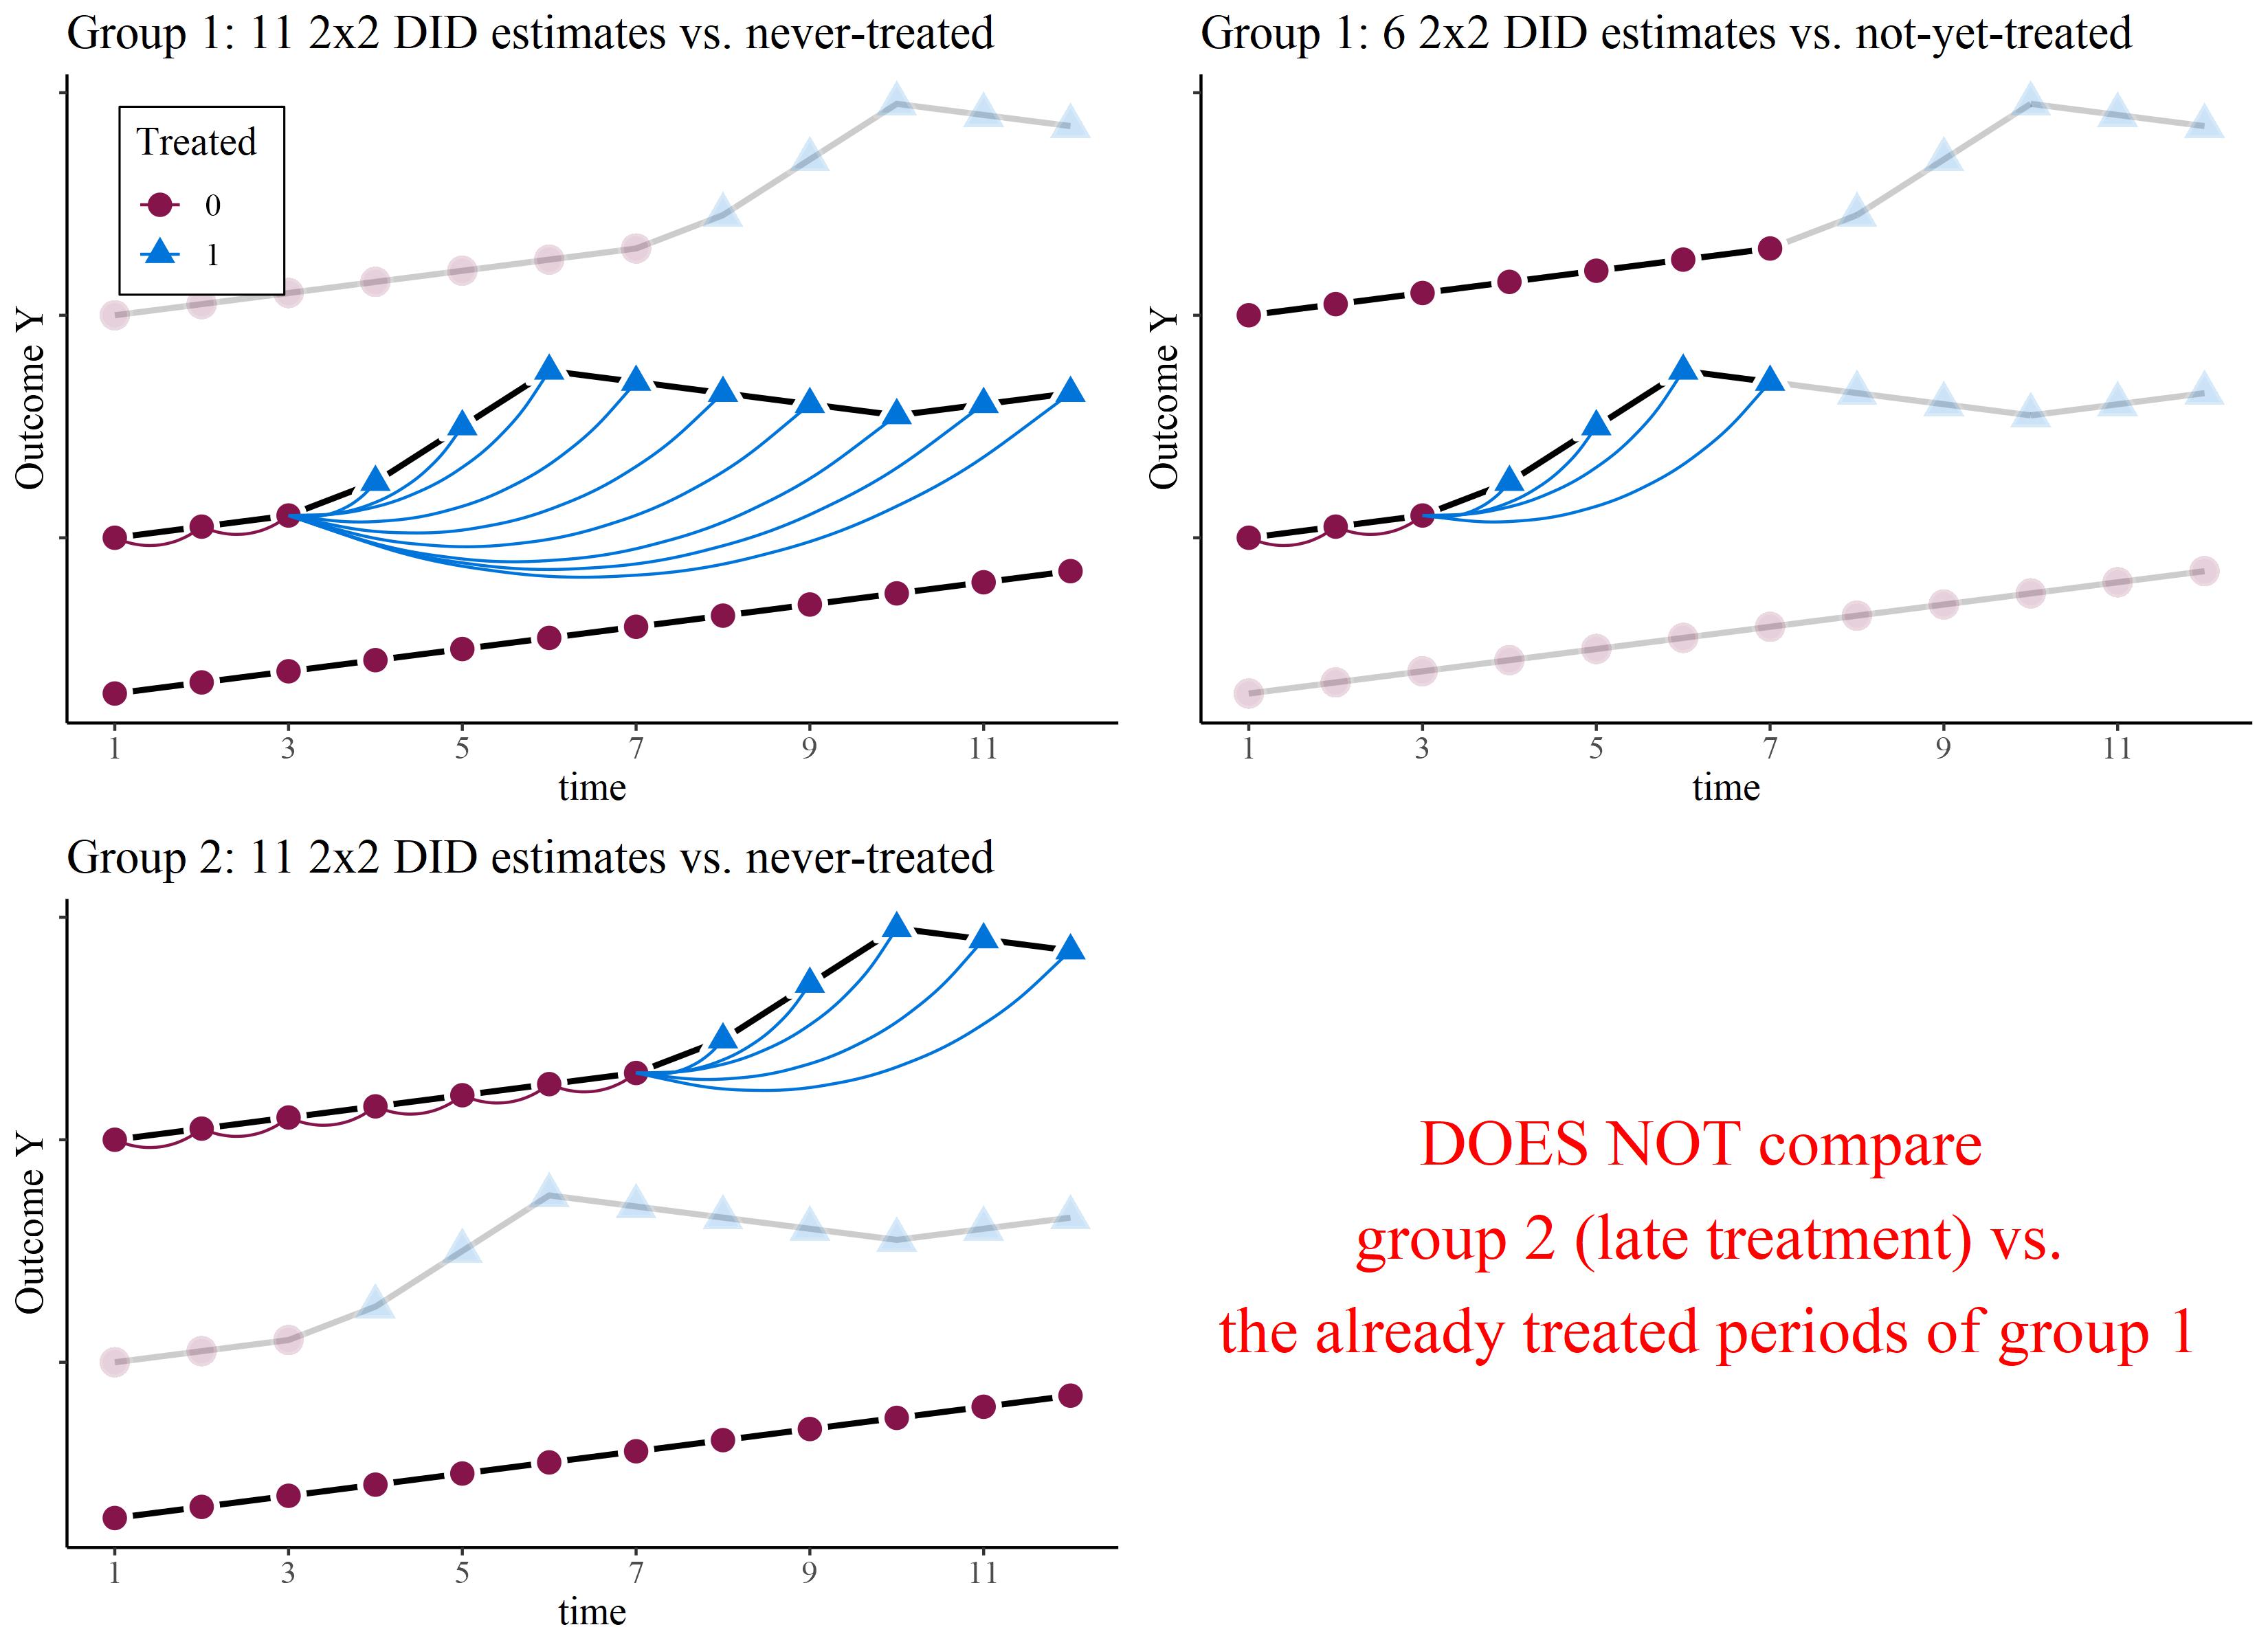 Group 1: 11 2x2 DID estimates vs. never-treated
Treated
0
1
Outcome Y
1 3 5 7 9 11
time
Group 1: 6 2x2 DID estimates vs. not-yet-treated
Outcome Y
1 3 5 7 9 11
time
Group 2: 11 2x2 DID estimates vs. never-treated
Outcome Y
1 3 5 7 9 11
time
DOES NOT compare
group 2 (late treatment) vs.
the already treated periods of group 1